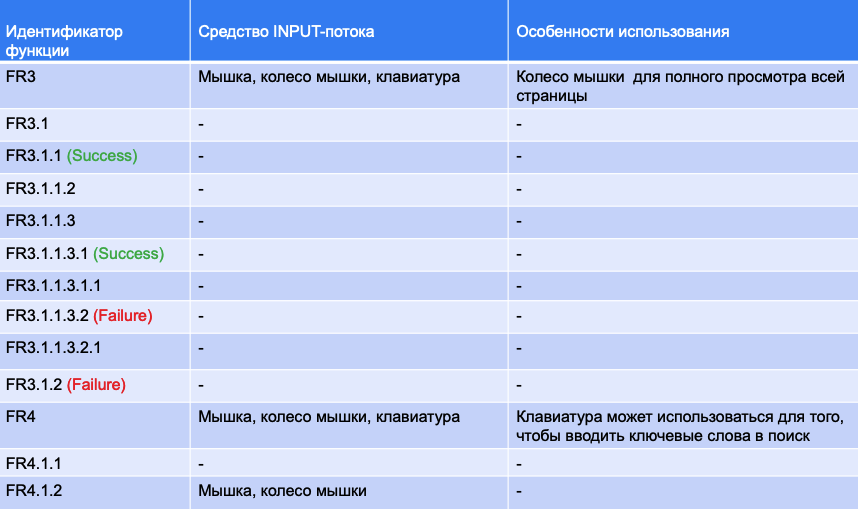 Идентификатор функции	Средство INPUT-потока	Особенности использования
FR3	Мышка, колесо мышки, клавиатура	Колесо мышки для полного просмотра всей страницы
FR3.1	-	-
FR3.1.1 (Success)	-	-
FR3.1.1.2	-	-
FR3.1.1.3	-	-
FR3.1.1.3.1 (Success)	-	-
FR3.1.1.3.1.1	-	-
FR3.1.1.3.2 (Failure)	-	-
FR3.1.1.3.2.1	-	-
FR3.1.2 (Failure)	-	-
FR4	Мышка, колесо мышки, клавиатура	Клавиатура может использоваться для того, чтобы вводить ключевые слова в поиск
FR4.1.1	-	-
FR4.1.2	Мышка, колесо мышки	-